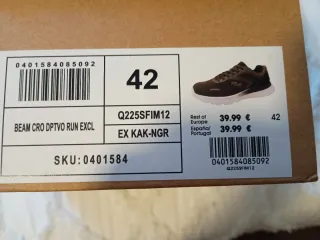 0401584085092
42
Q225SFIM12
BEAM CRO DPTVO RUN EXCL
EX KAK-NGR
SKU: 0401584
Rest of Europe 39.99 €
42
Español Portugal 39.99 €
0401584085092
Q225SFIM12